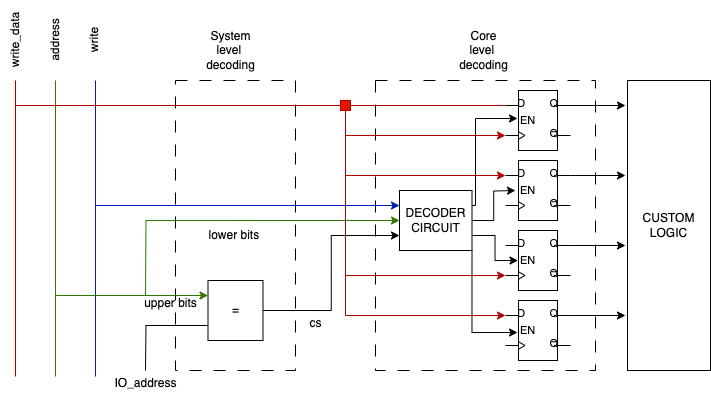 write_data
address
write
System
level
decoding
Core
level
decoding
D
Q
EN
Q
D
Q
EN
Q
DECODER
CIRCUIT
CUSTOM
LOGIC
lower bits
D
Q
EN
Q
upper bits
=
cs
D
Q
EN
Q
IO_address